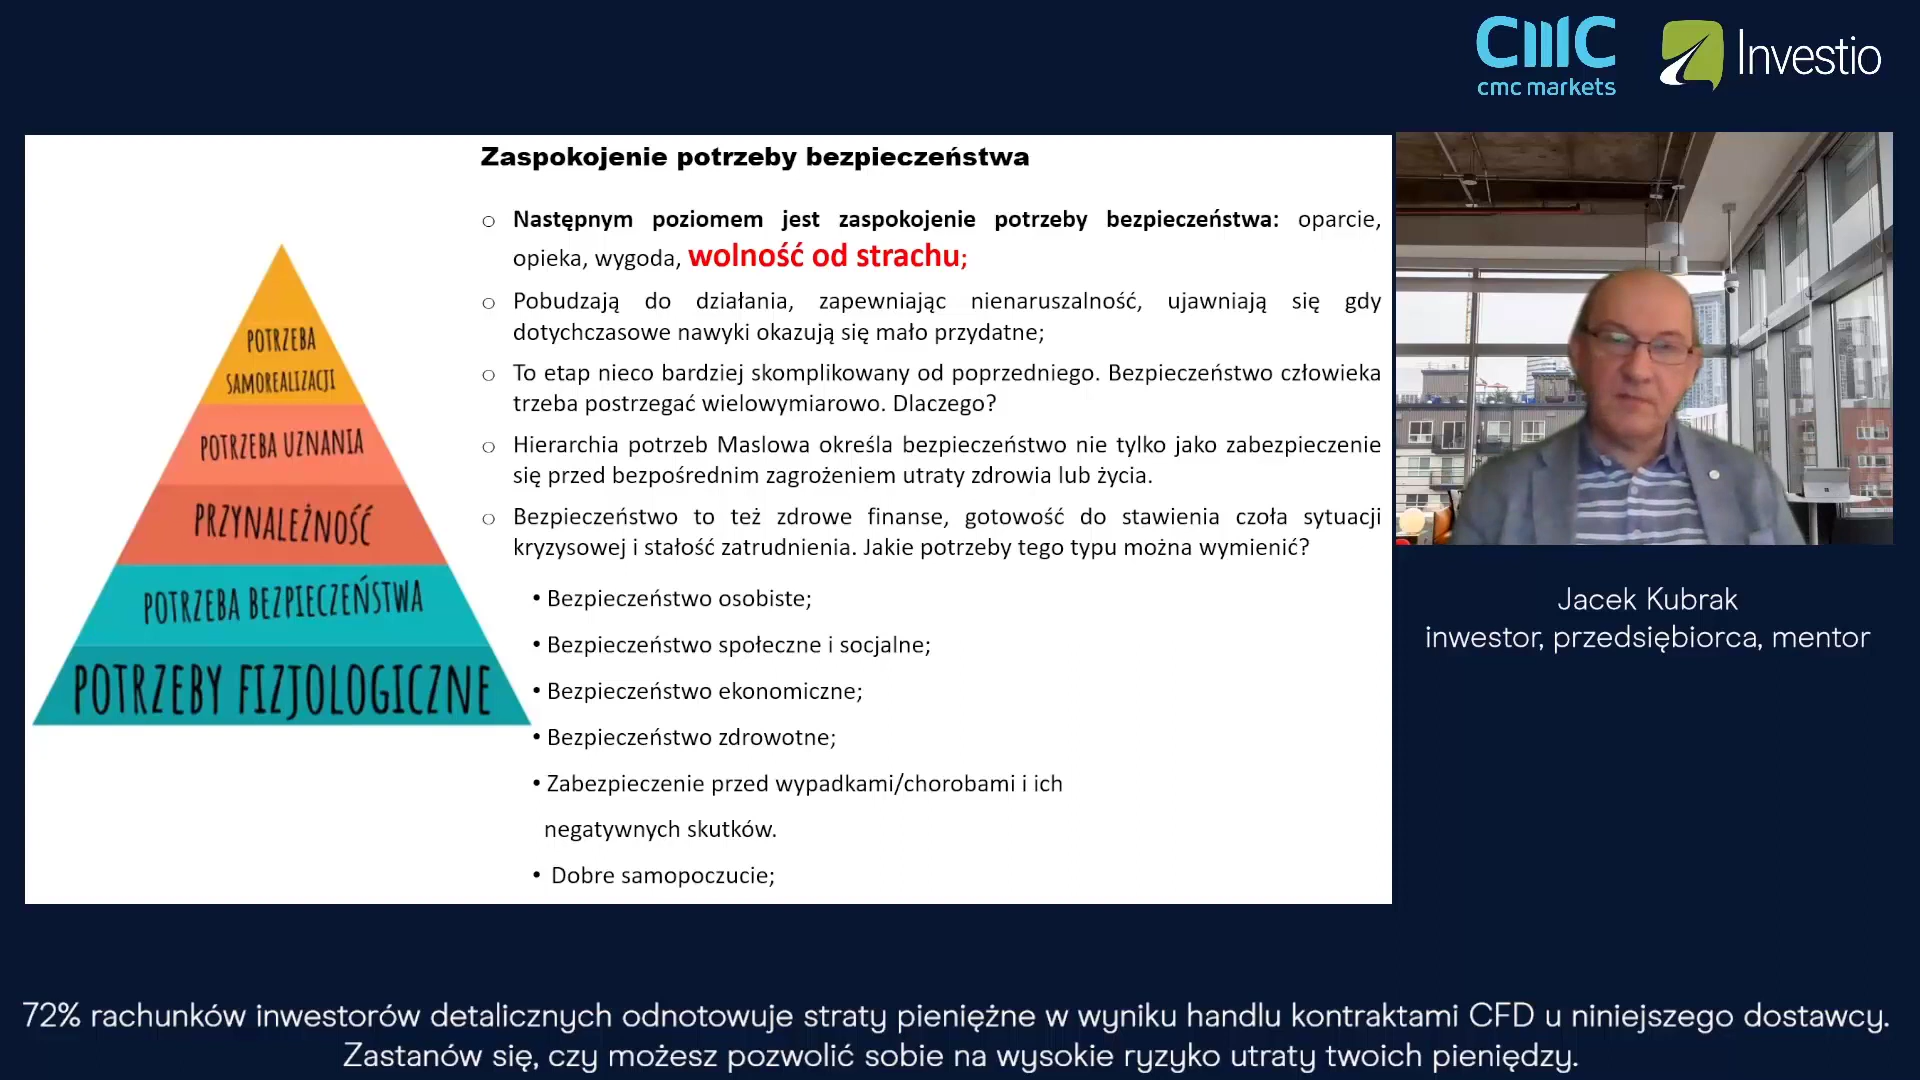 CMC
cmc markets
Investio
Zaspokojenie potrzeby bezpieczeństwa
o Następnym poziomem jest zaspokojenie potrzeby bezpieczeństwa: oparcie,
opieka, wygoda, wolność od strachu;
o Pobudzają do działania, zapewniając nienaruszalność, ujawniają się gdy
dotychczasowe nawyki okazują się mało przydatne;
o To etap nieco bardziej skomplikowany od poprzedniego. Bezpieczeństwo człowieka
trzeba postrzegać wielowymiarowo. Dlaczego?
o Hierarchia potrzeb Maslowa określa bezpieczeństwo nie tylko jako zabezpieczenie
się przed bezpośrednim zagrożeniem utraty zdrowia lub życia.
o Bezpieczeństwo to też zdrowe finanse, gotowość do stawienia czoła sytuacji
kryzysowej i stałość zatrudnienia. Jakie potrzeby tego typu można wymienić?
• Bezpieczeństwo osobiste;
• Bezpieczeństwo społeczne i socjalne;
• Bezpieczeństwo ekonomiczne;
• Bezpieczeństwo zdrowotne;
• Zabezpieczenie przed wypadkami/chorobami i ich
negatywnych skutków.
• Dobre samopoczucie;
POTRZEBA
SAMOREALIZACJI
POTRZEBA UZNANIA
PRZYNALEŻNOŚĆ
POTRZEBA BEZPIECZEŃSTWA
POTRZEBY FIZJOLOGICZNE
Jacek Kubrak
inwestor, przedsiębiorca, mentor
72% rachunków inwestorów detalicznych odnotowuje straty pieniężne w wyniku handlu kontraktami CFD u niniejszego dostawcy.
Zastanów się, czy możesz pozwolić sobie na wysokie ryzyko utraty twoich pieniędzy.